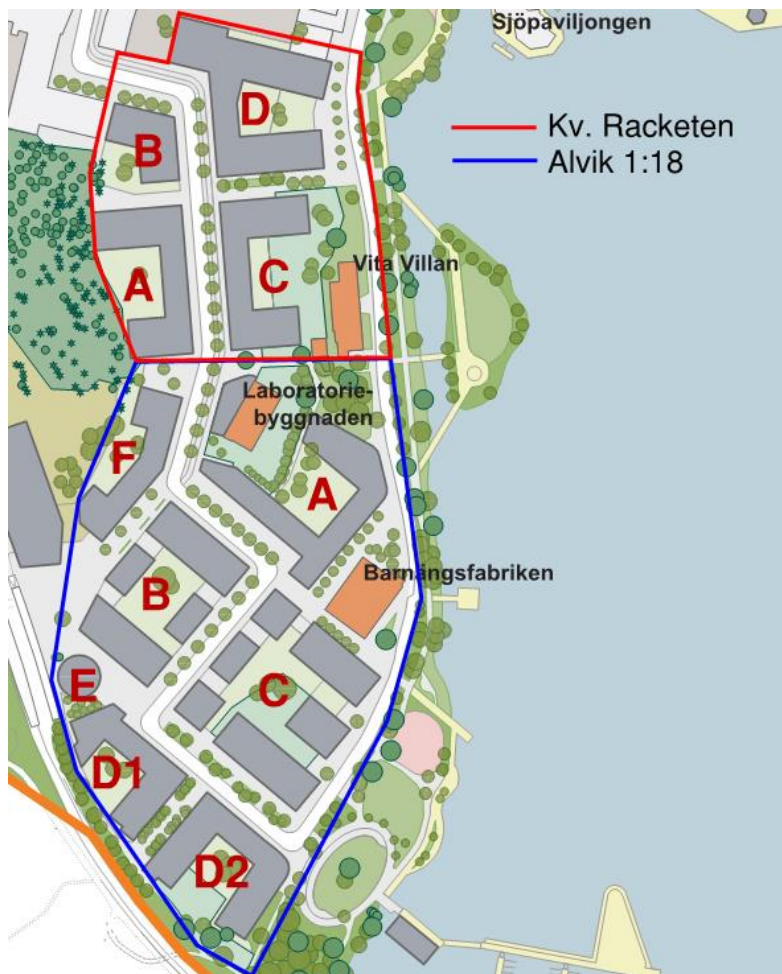 Sjöpaviljongen
Kv. Racketen
Alvik 1:18
D
B
A
C
Vita Villan
Laboratorie-
byggnaden
F
A
Barnängsfabriken
B
E
C
D1
D2